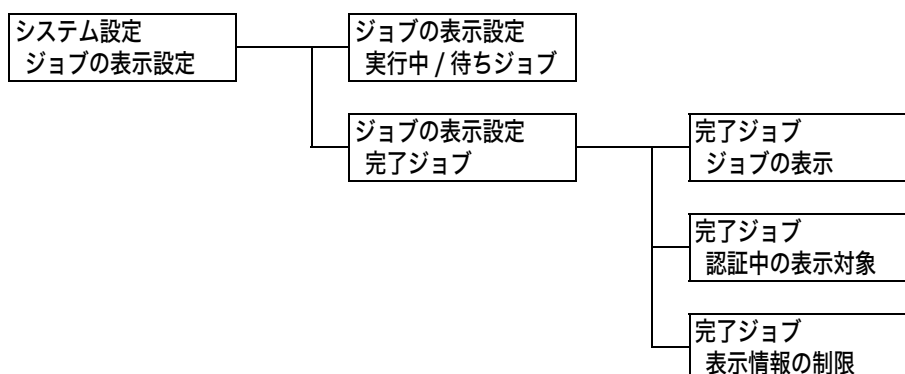 システム設定
ジョブの表示設定
ジョブの表示設定
実行中 / 待ちジョブ
ジョブの表示設定
完了ジョブ
完了ジョブ
ジョブの表示
完了ジョブ
認証中の表示対象
完了ジョブ
表示情報の制限